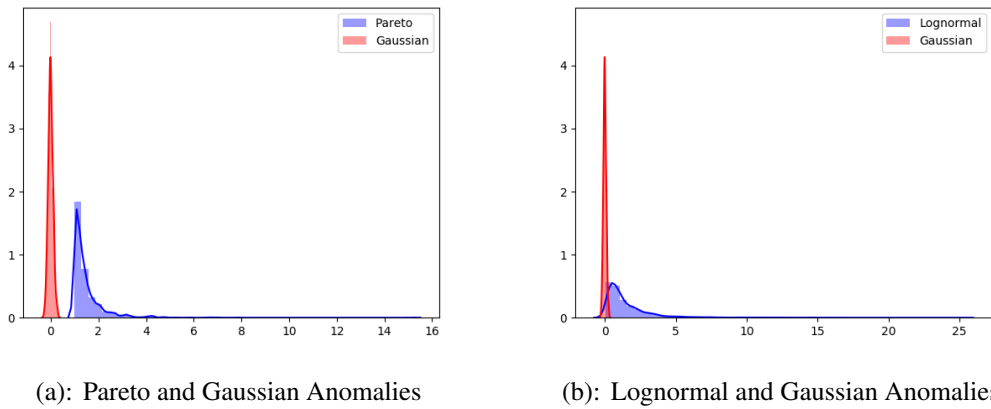 Pareto
Gaussian
4
3
2
1
0
0 2 4 6 8 10 12 14 16
(a): Pareto and Gaussian Anomalies
Lognormal
Gaussian
4
3
2
1
0
0 5 10 15 20 25
(b): Lognormal and Gaussian Anomalies